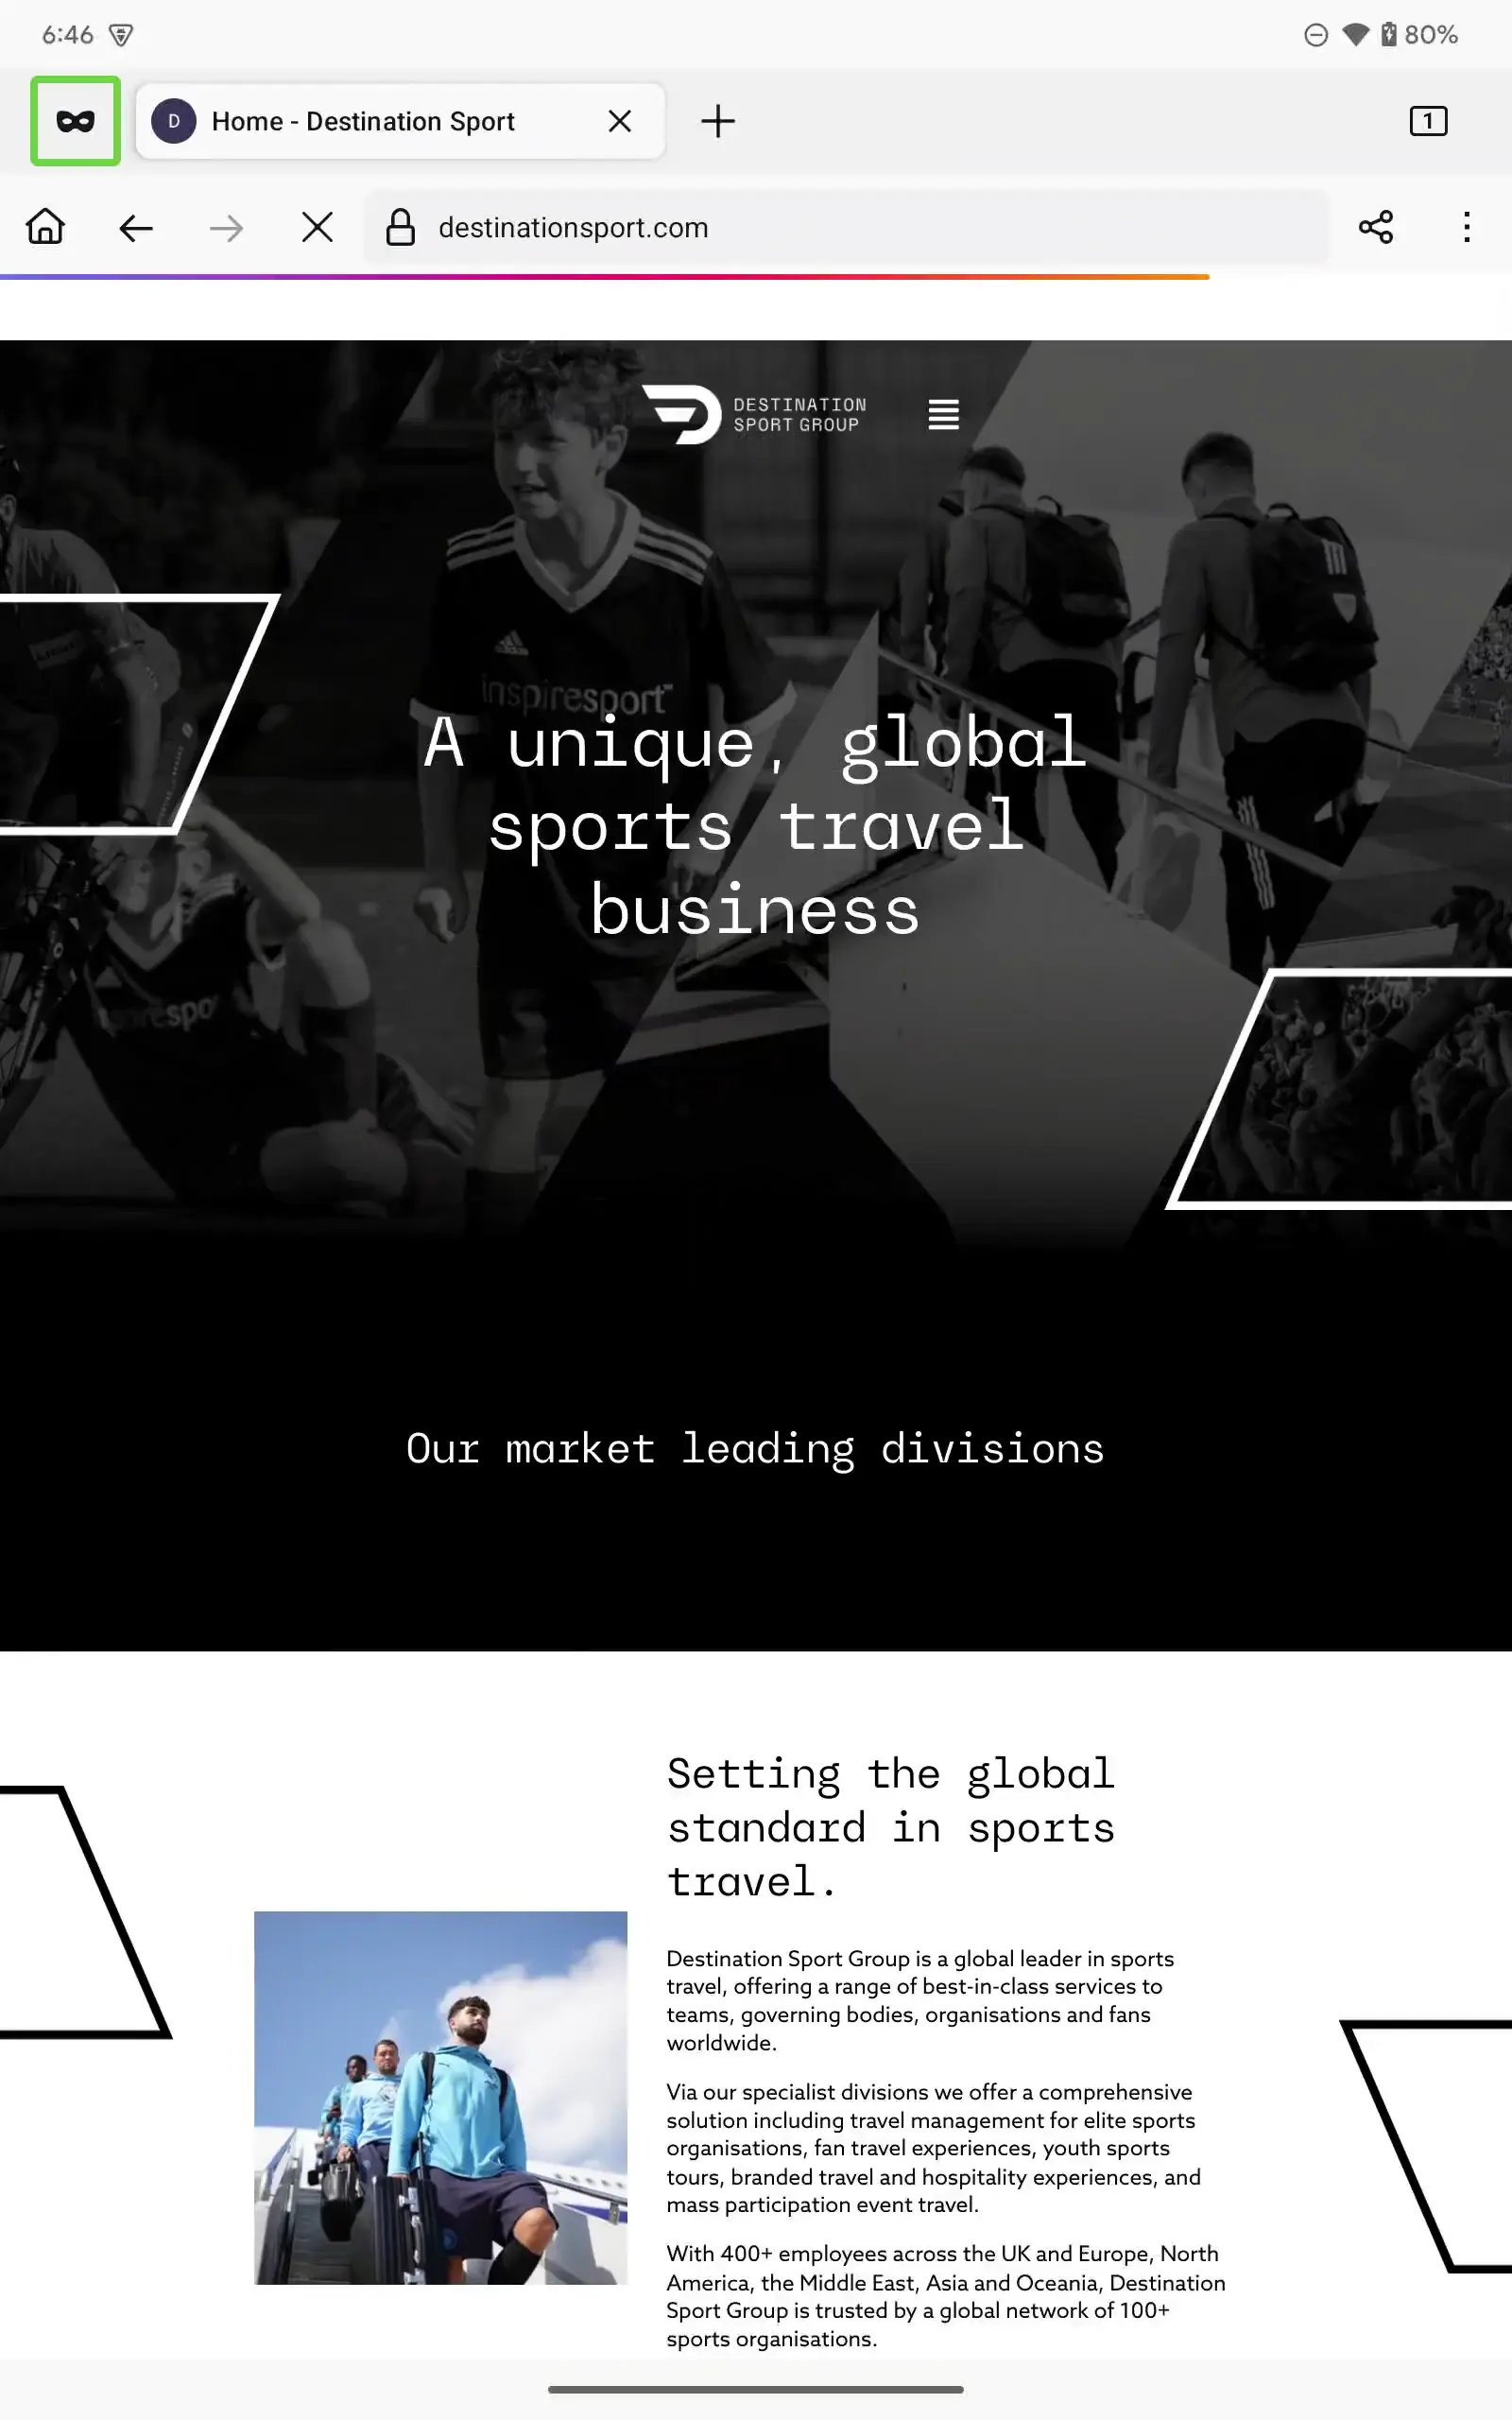 6:46
80%
D
Home - Destination Sport
1
destinationsport.com
DESTINATION
SPORT GROUP
inspiresport™
A unique, global
sports travel
business
Our market leading divisions
Setting the global
standard in sports
travel.
Destination Sport Group is a global leader in sports
travel, offering a range of best-in-class services to
teams, governing bodies, organisations and fans
worldwide.
Via our specialist divisions we offer a comprehensive
solution including travel management for elite sports
organisations, fan travel experiences, youth sports
tours, branded travel and hospitality experiences, and
mass participation event travel.
With 400+ employees across the UK and Europe, North
America, the Middle East, Asia and Oceania, Destination
Sport Group is trusted by a global network of 100+
sports organisations.